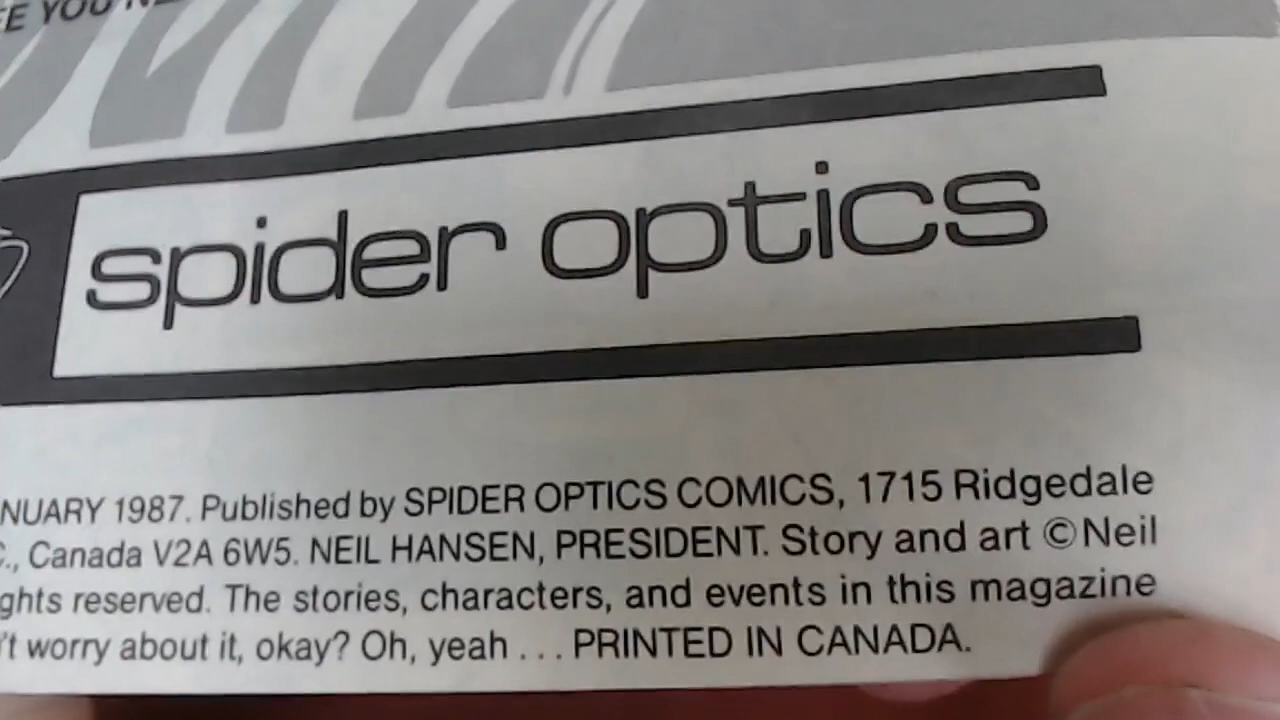 EE YOU
spider optics
NUARY 1987. Published by SPIDER OPTICS COMICS, 1715 Ridgedale
C., Canada V2A 6W5. NEIL HANSEN, PRESIDENT. Story and art © Neil
ghts reserved. The stories, characters, and events in this magazine
't worry about it, okay? Oh, yeah . . . PRINTED IN CANADA.